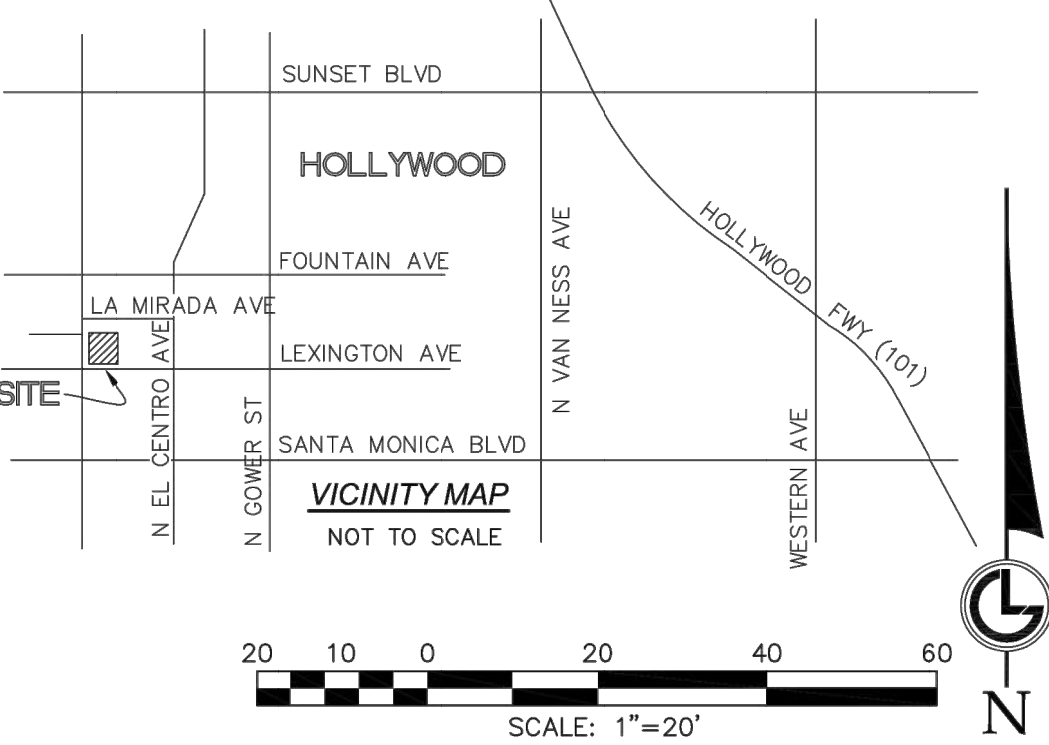 SUNSET BLVD
HOLLYWOOD
N VAN NESS AVE
HOLLYWOOD FWY (101)
FOUNTAIN AVE
LA MIRADA AVE
LEXINGTON AVE
SITE
N EL CENTRO AVE
N GOWER ST
SANTA MONICA BLVD
WESTERN AVE
VICINITY MAP
NOT TO SCALE
20 10 0 20 40 60
SCALE: 1"=20'
N